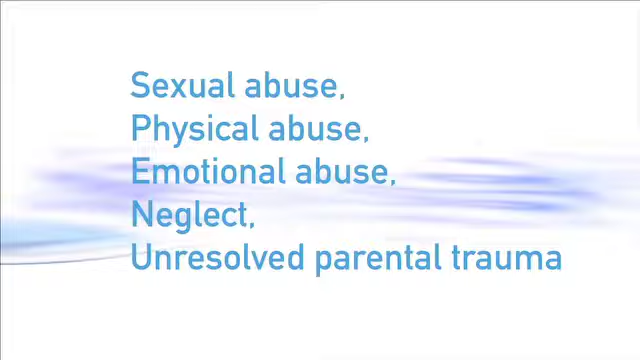 Sexual abuse,
Physical abuse,
Emotional abuse,
Neglect,
Unresolved parental trauma